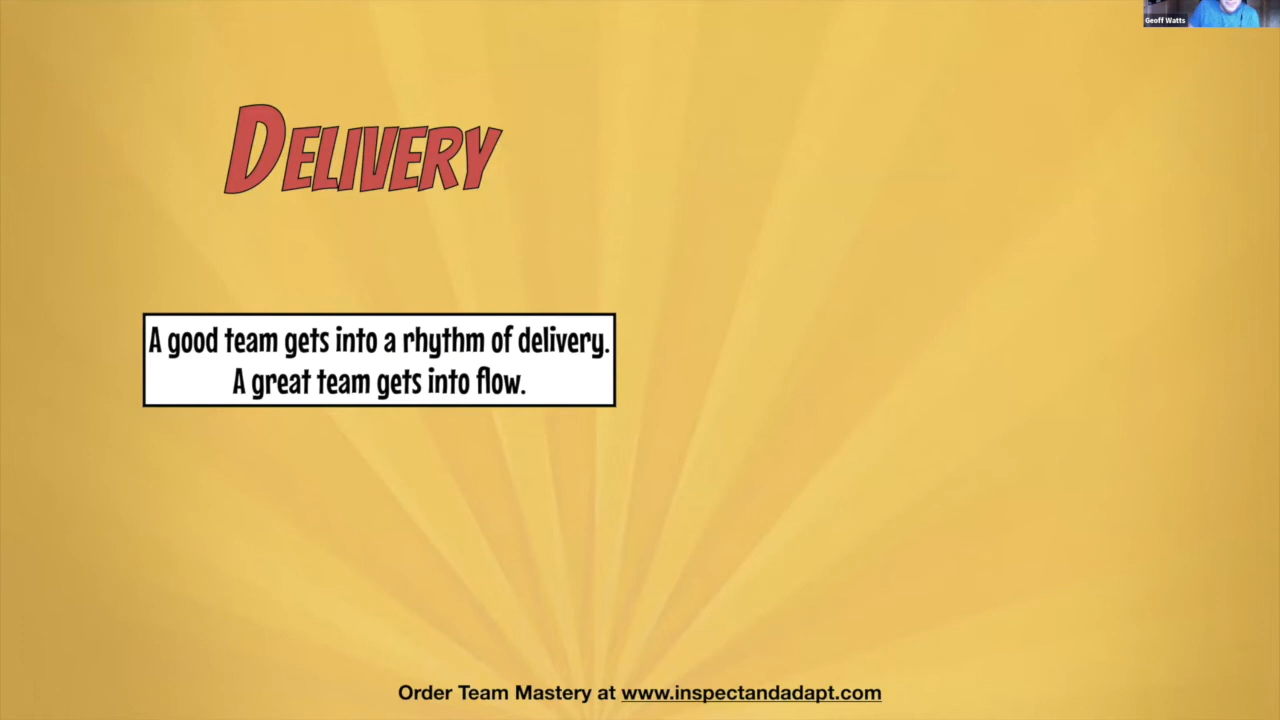 Geoff Watts
DELIVERY
A good team gets into a rhythm of delivery.
A great team gets into flow.
Order Team Mastery at www.inspectandadapt.com